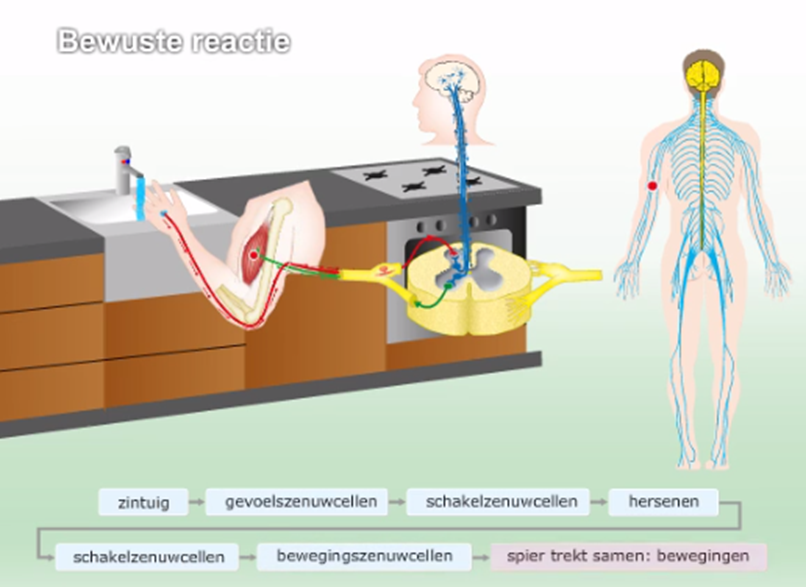 Bewuste reactie
zintuig gevoelszenuwcellen schakelzenuwcellen hersenen
schakelzenuwcellen bewegingszenuwcellen spier trekt samen: bewegingen